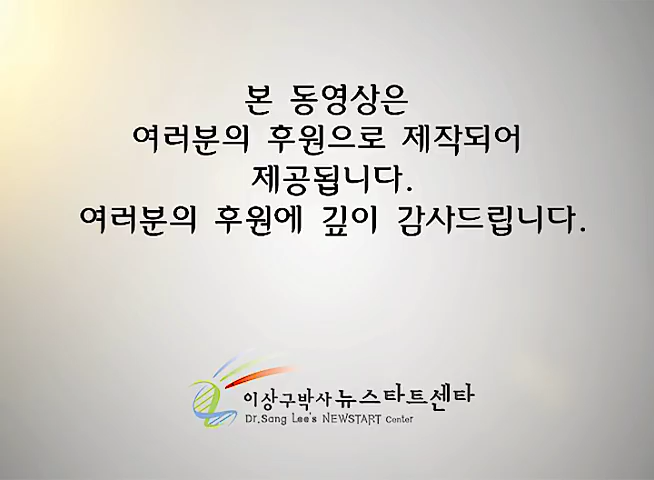 본 동영상은
여러분의 후원으로 제작되어
제공됩니다.
여러분의 후원에 깊이 감사드립니다.
이상구박사 뉴스타트센타
Dr.Sang Lee's NEWSTART Center